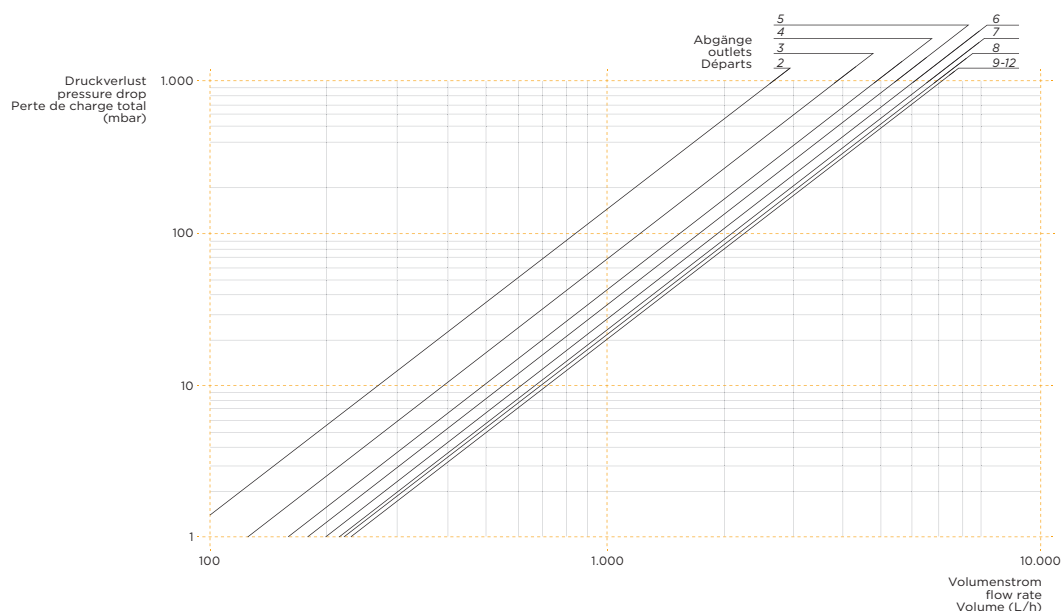 5
4
3
2
Abgänge
outlets
Départs
6
7
8
9-12
Druckverlust
pressure drop
Perte de charge total
(mbar)
1.000
100
10
1
100
1.000
10.000
Volumenstrom
flow rate
Volume (L/h)